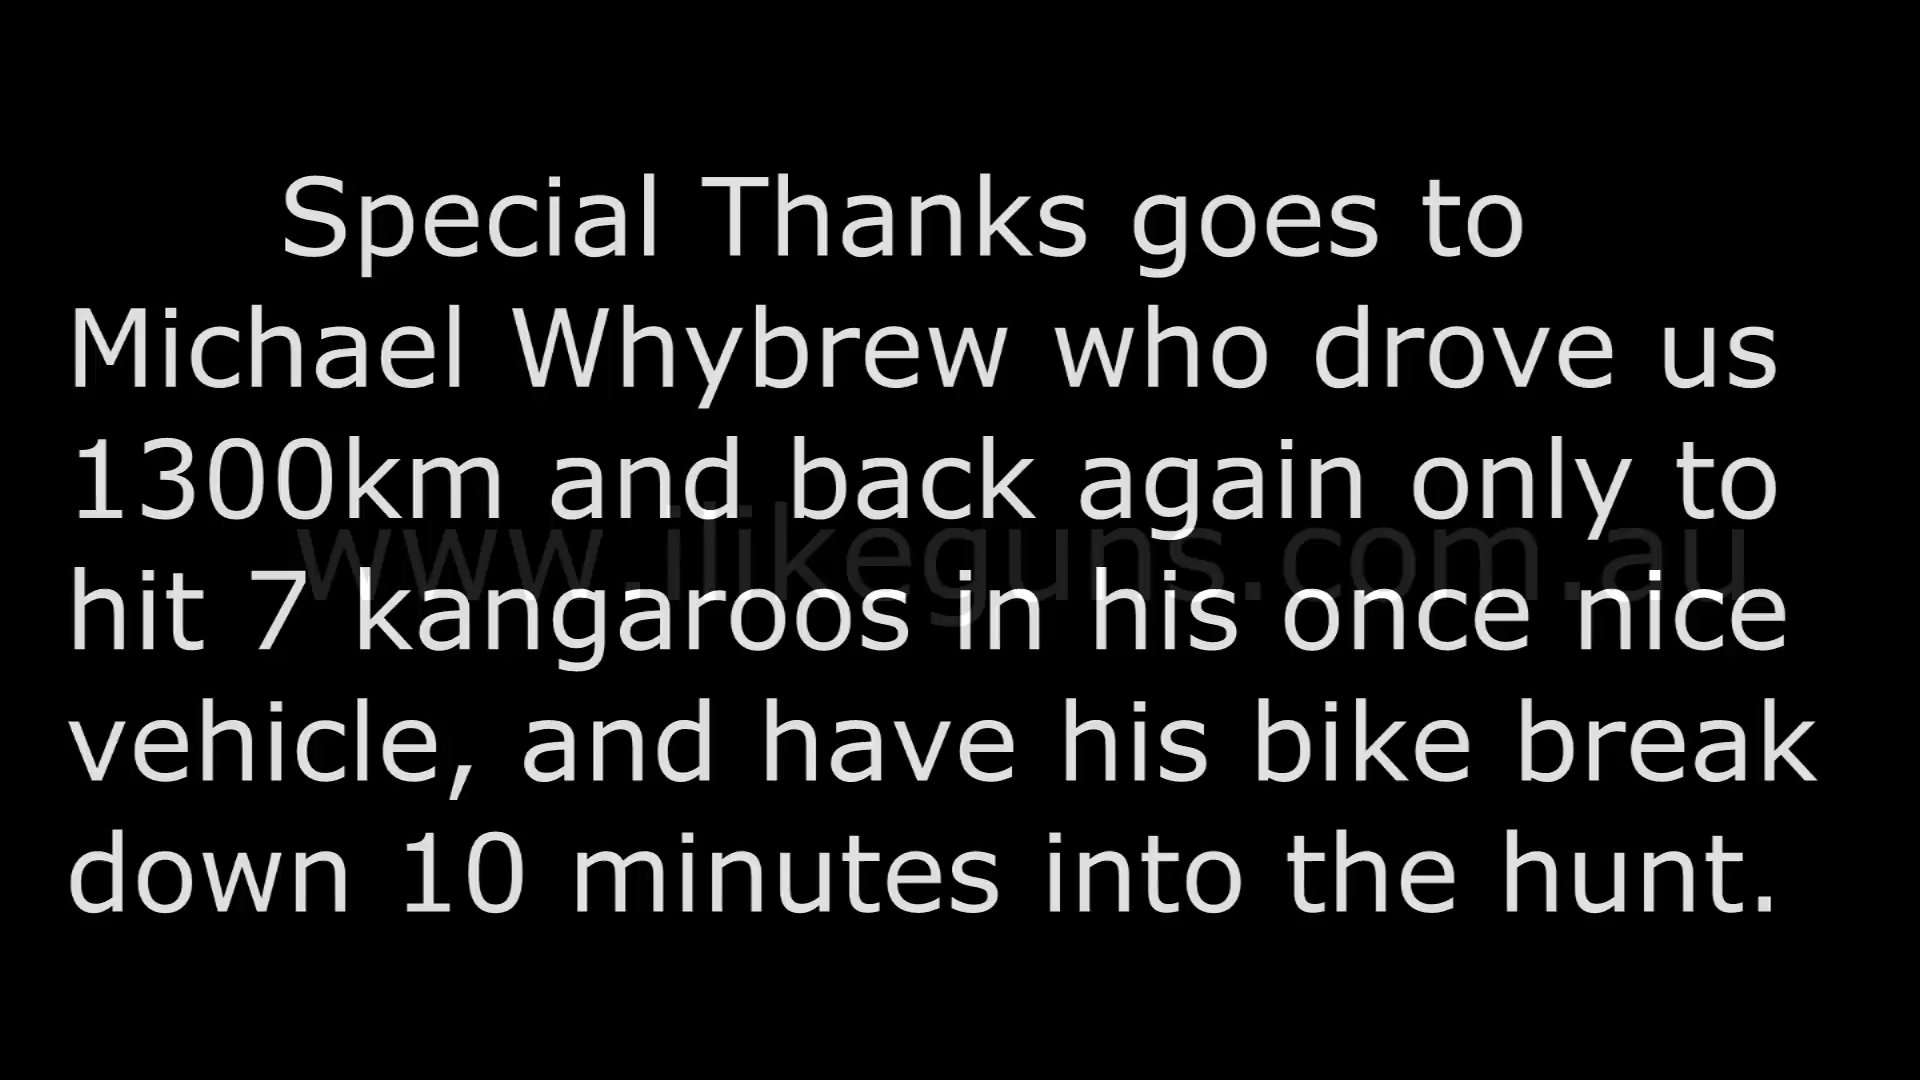 Special Thanks goes to
Michael Whybrew who drove us
1300km and back again only to
www.ilikeguns.com.au
hit 7 kangaroos in his once nice
vehicle, and have his bike break
down 10 minutes into the hunt.